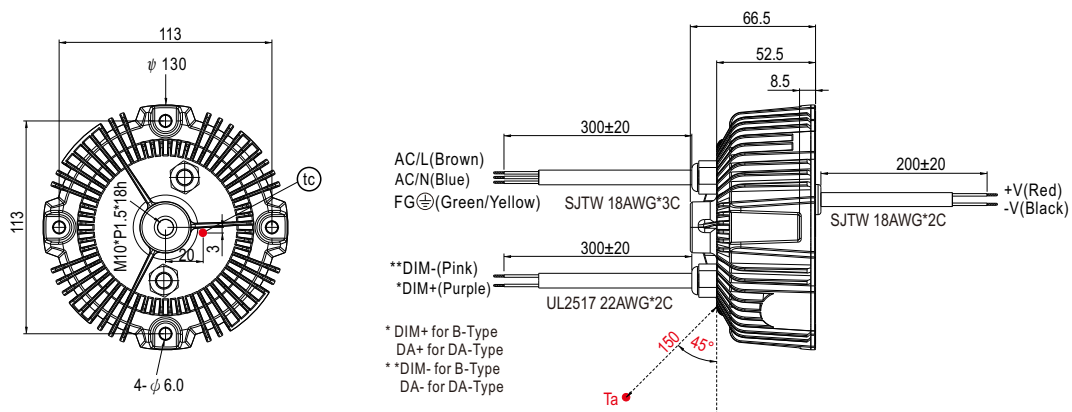 113
ψ 130
113
tc
M10*P1.5*18h
20
3
4- ϕ 6.0
66.5
52.5
8.5
300±20
AC/L(Brown)
AC/N(Blue)
FG⏚(Green/Yellow)
SJTW 18AWG*3C
200±20
+V(Red)
-V(Black)
SJTW 18AWG*2C
300±20
**DIM-(Pink)
*DIM+(Purple)
UL2517 22AWG*2C
* DIM+ for B-Type
DA+ for DA-Type
* *DIM- for B-Type
DA- for DA-Type
150
45°
Ta